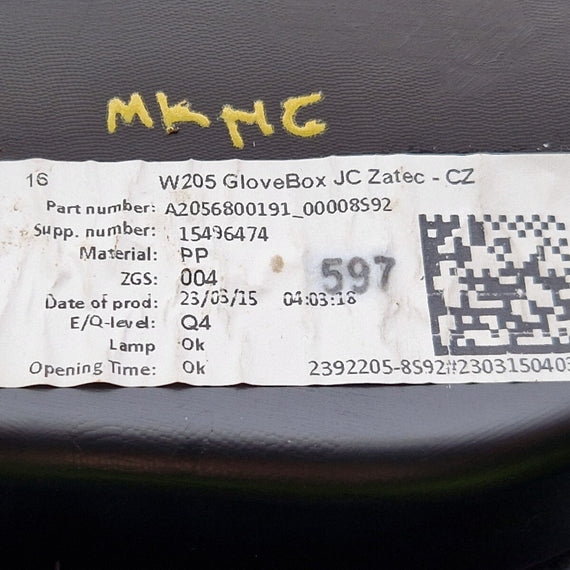 MKMC
16 W205 GloveBox JC Zatec - CZ
Part number: A2056800191_00008S92
Supp. number: 15496474
Material: PP
597
ZGS: 004
Date of prod: 23/03/15 04:03:18
E/Q-level: Q4
Lamp Ok
Opening Time: Ok
2392205-8S92#2303150403